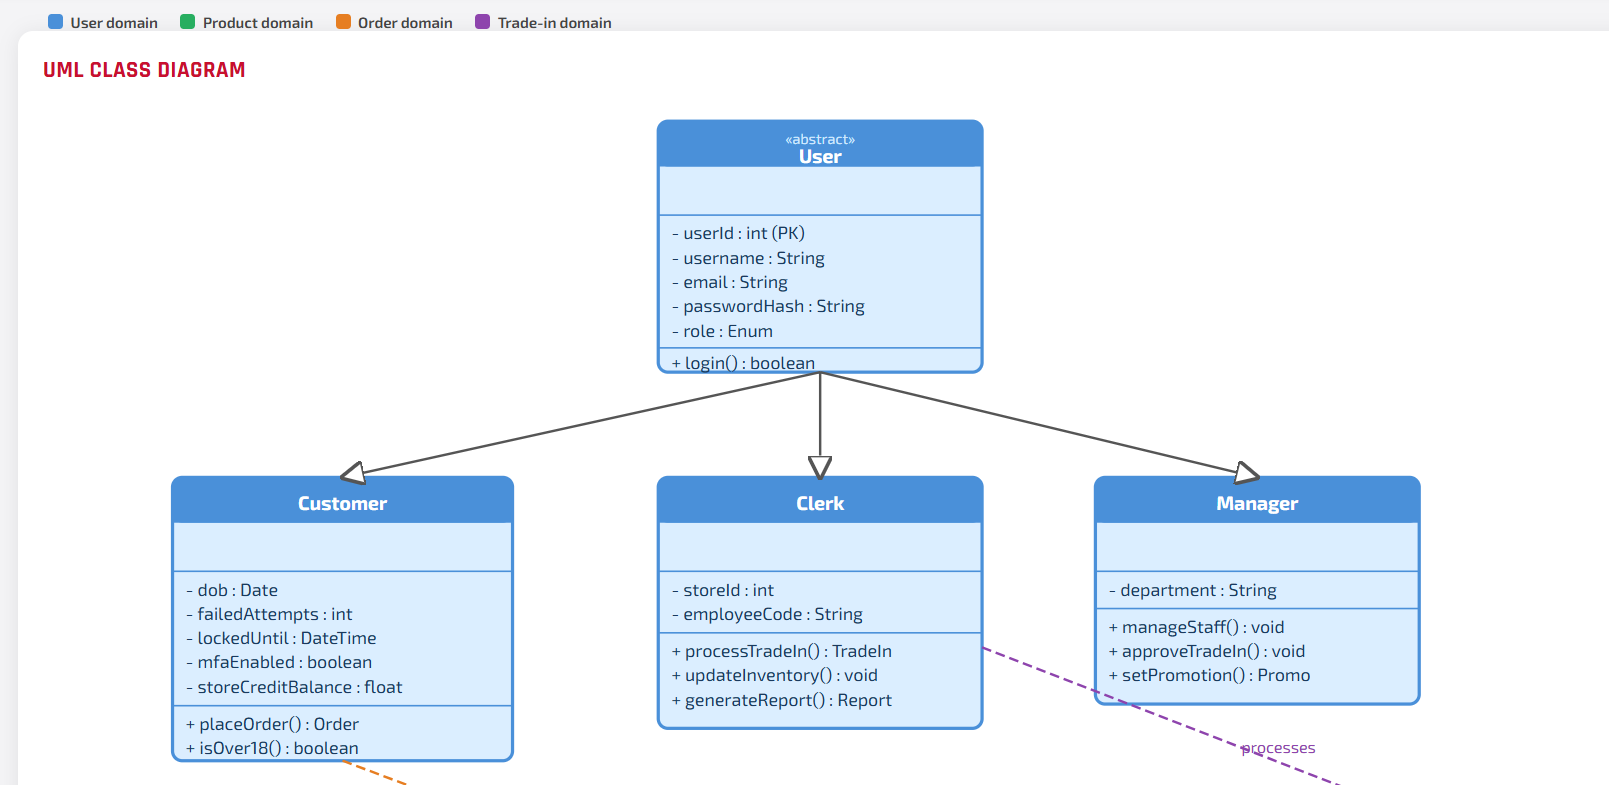 User domain
Product domain
Order domain
Trade-in domain
UML CLASS DIAGRAM
«abstract»
User
- userId : int (PK)
- username : String
- email : String
- passwordHash : String
- role : Enum
+ login() : boolean
Customer
- dob : Date
- failedAttempts : int
- lockedUntil : DateTime
- mfaEnabled : boolean
- storeCreditBalance : float
+ placeOrder() : Order
+ isOver18() : boolean
Clerk
- storeId : int
- employeeCode : String
+ processTradeIn() : TradeIn
+ updateInventory() : void
+ generateReport() : Report
Manager
- department : String
+ manageStaff() : void
+ approveTradeIn() : void
+ setPromotion() : Promo
processes